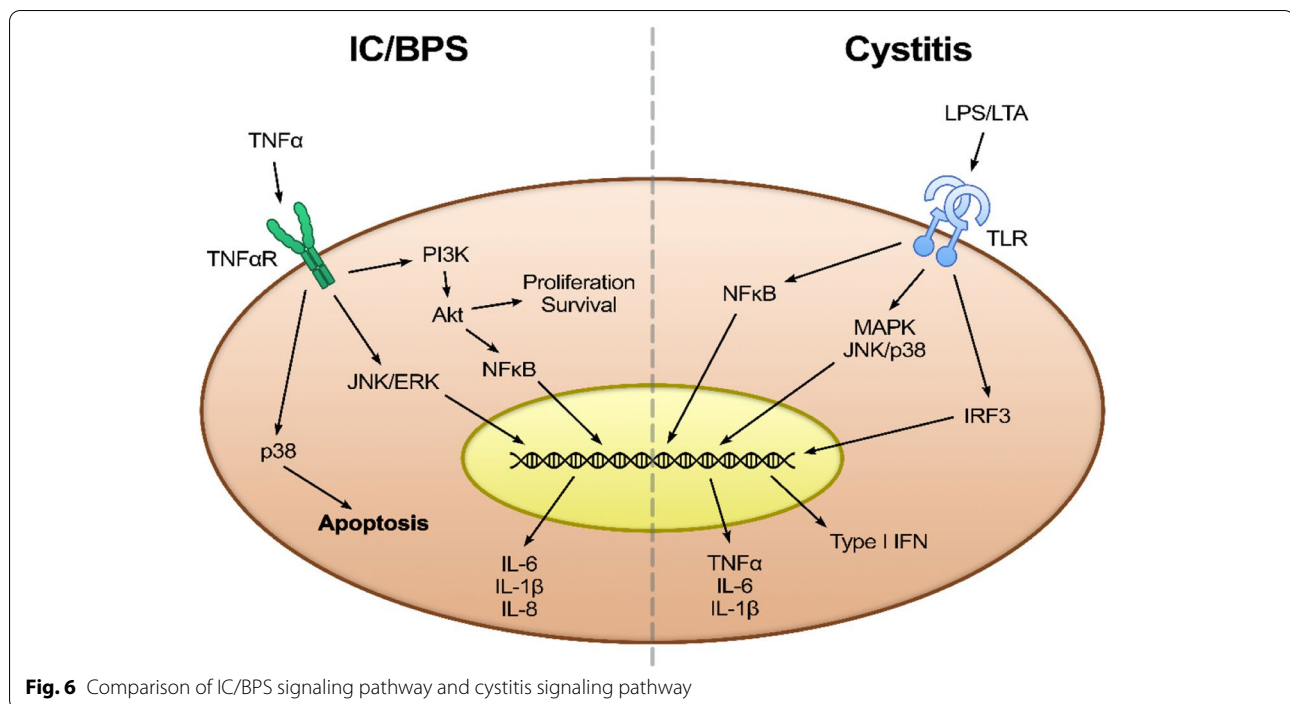 IC/BPS
Cystitis
TNFα
TNFαR
PI3K
Akt
Proliferation
Survival
NFκB
JNK/ERK
p38
Apoptosis
IL-6
IL-1β
IL-8
LPS/LTA
TLR
NFκB
MAPK
JNK/p38
IRF3
Type I IFN
TNFα
IL-6
IL-1β
Fig. 6 Comparison of IC/BPS signaling pathway and cystitis signaling pathway